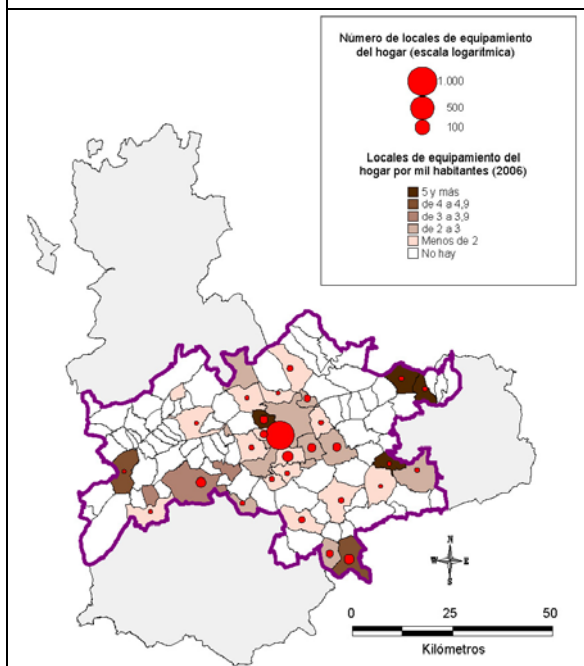 Número de locales de equipamiento
del hogar (escala logarítmica)
1.000
500
100
Locales de equipamiento del
hogar por mil habitantes (2006)
5 y más
de 4 a 4,9
de 3 a 3,9
de 2 a 3
Menos de 2
No hay
N
W E
S
0 25 50
Kilómetros